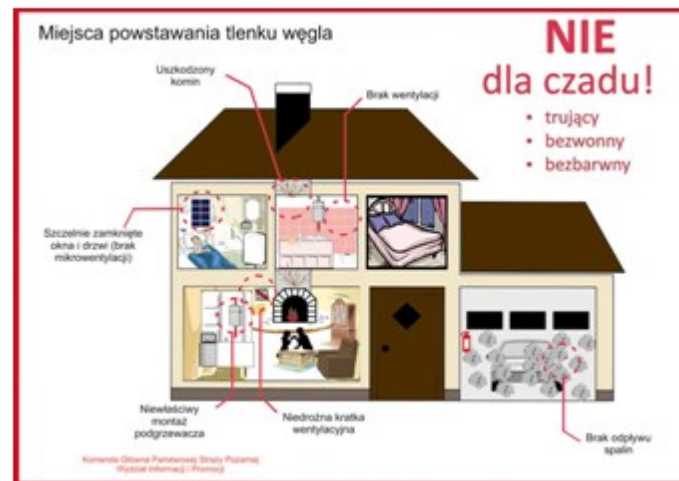 Miejsca powstawania tlenku węgla
NIE
dla czadu!
• trujący
• bezwonny
• bezbarwny
Uszkodzony
komin
Brak wentylacji
Szczelnie zamknięte
okna i drzwi (brak
mikrowentylacji)
Niewłaściwy
montaż
podgrzewacza
Niedrożna kratka
wentylacyjna
Brak odpływu
spalin
Komenda Główna Państwowej Straży Pożarnej
Wydział Informacji i Promocji